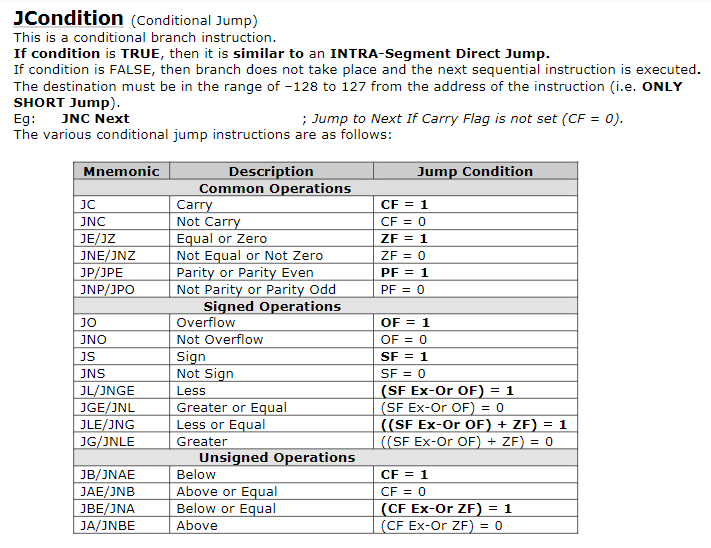 JCondition (Conditional Jump)
This is a conditional branch instruction.
If condition is TRUE, then it is similar to an INTRA-Segment Direct Jump.
If condition is FALSE, then branch does not take place and the next sequential instruction is executed.
The destination must be in the range of –128 to 127 from the address of the instruction (i.e. ONLY
SHORT Jump).
Eg: JNC Next ; Jump to Next If Carry Flag is not set (CF = 0).
The various conditional jump instructions are as follows:
Mnemonic Description Jump Condition
Common Operations
JC Carry CF = 1
JNC Not Carry CF = 0
JE/JZ Equal or Zero ZF = 1
JNE/JNZ Not Equal or Not Zero ZF = 0
JP/JPE Parity or Parity Even PF = 1
JNP/JPO Not Parity or Parity Odd PF = 0
Signed Operations
JO Overflow OF = 1
JNO Not Overflow OF = 0
JS Sign SF = 1
JNS Not Sign SF = 0
JL/JNGE Less (SF Ex-Or OF) = 1
JGE/JNL Greater or Equal (SF Ex-Or OF) = 0
JLE/JNG Less or Equal ((SF Ex-Or OF) + ZF) = 1
JG/JNLE Greater ((SF Ex-Or OF) + ZF) = 0
Unsigned Operations
JB/JNAE Below CF = 1
JAE/JNB Above or Equal CF = 0
JBE/JNA Below or Equal (CF Ex-Or ZF) = 1
JA/JNBE Above (CF Ex-Or ZF) = 0